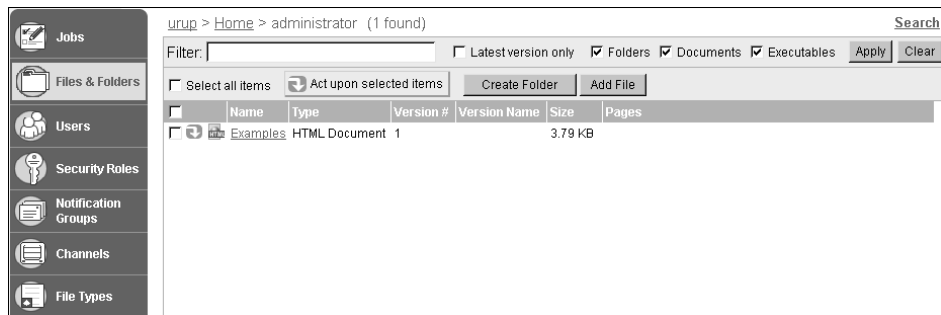 Jobs
Files & Folders
Users
Security Roles
Notification
Groups
Channels
File Types
urup > Home > administrator (1 found)
Search
Filter:
Latest version only
Folders
Documents
Executables
Apply
Clear
Select all items
Act upon selected items
Create Folder
Add File
Name Type Version # Version Name Size Pages
Examples HTML Document 1 3.79 KB